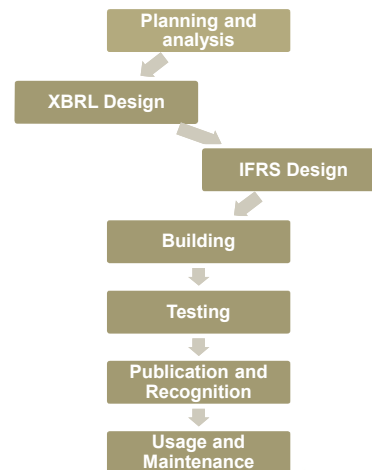 Planning and
analysis
XBRL Design
IFRS Design
Building
Testing
Publication and
Recognition
Usage and
Maintenance